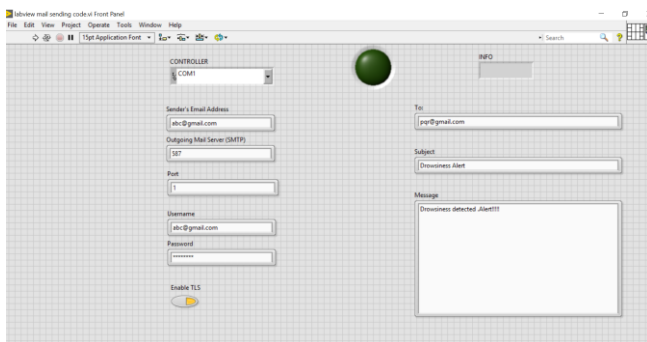 labview mail sending code.vi Front Panel
File Edit View Project Operate Tools Window Help
15pt Application Font
Search
CONTROLLER
COM1
INFO
Sender's Email Address
abc@gmail.com
Outgoing Mail Server (SMTP)
587
Port
1
Username
abc@gmail.com
Password
********
Enable TLS
To:
pqr@gmail.com
Subject
Drowsiness Alert
Message
Drowsiness detected .Alert!!!!